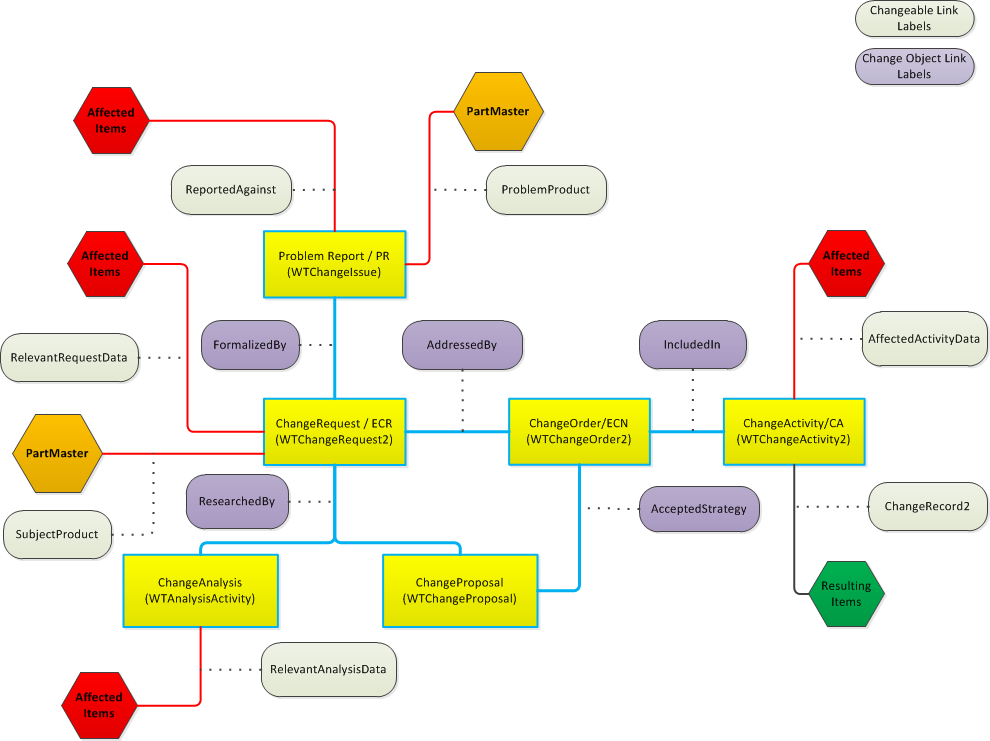 Changeable Link
Labels
Change Object Link
Labels
Affected
Items
PartMaster
ReportedAgainst
ProblemProduct
Affected
Items
Problem Report / PR
(WTChangeIssue)
Affected
Items
RelevantRequestData
FormalizedBy
AddressedBy
IncludedIn
AffectedActivityData
ChangeRequest / ECR
(WTChangeRequest2)
ChangeOrder/ECN
(WTChangeOrder2)
ChangeActivity/CA
(WTChangeActivity2)
PartMaster
ResearchedBy
AcceptedStrategy
ChangeRecord2
SubjectProduct
ChangeAnalysis
(WTAnalysisActivity)
ChangeProposal
(WTChangeProposal)
Resulting
Items
RelevantAnalysisData
Affected
Items